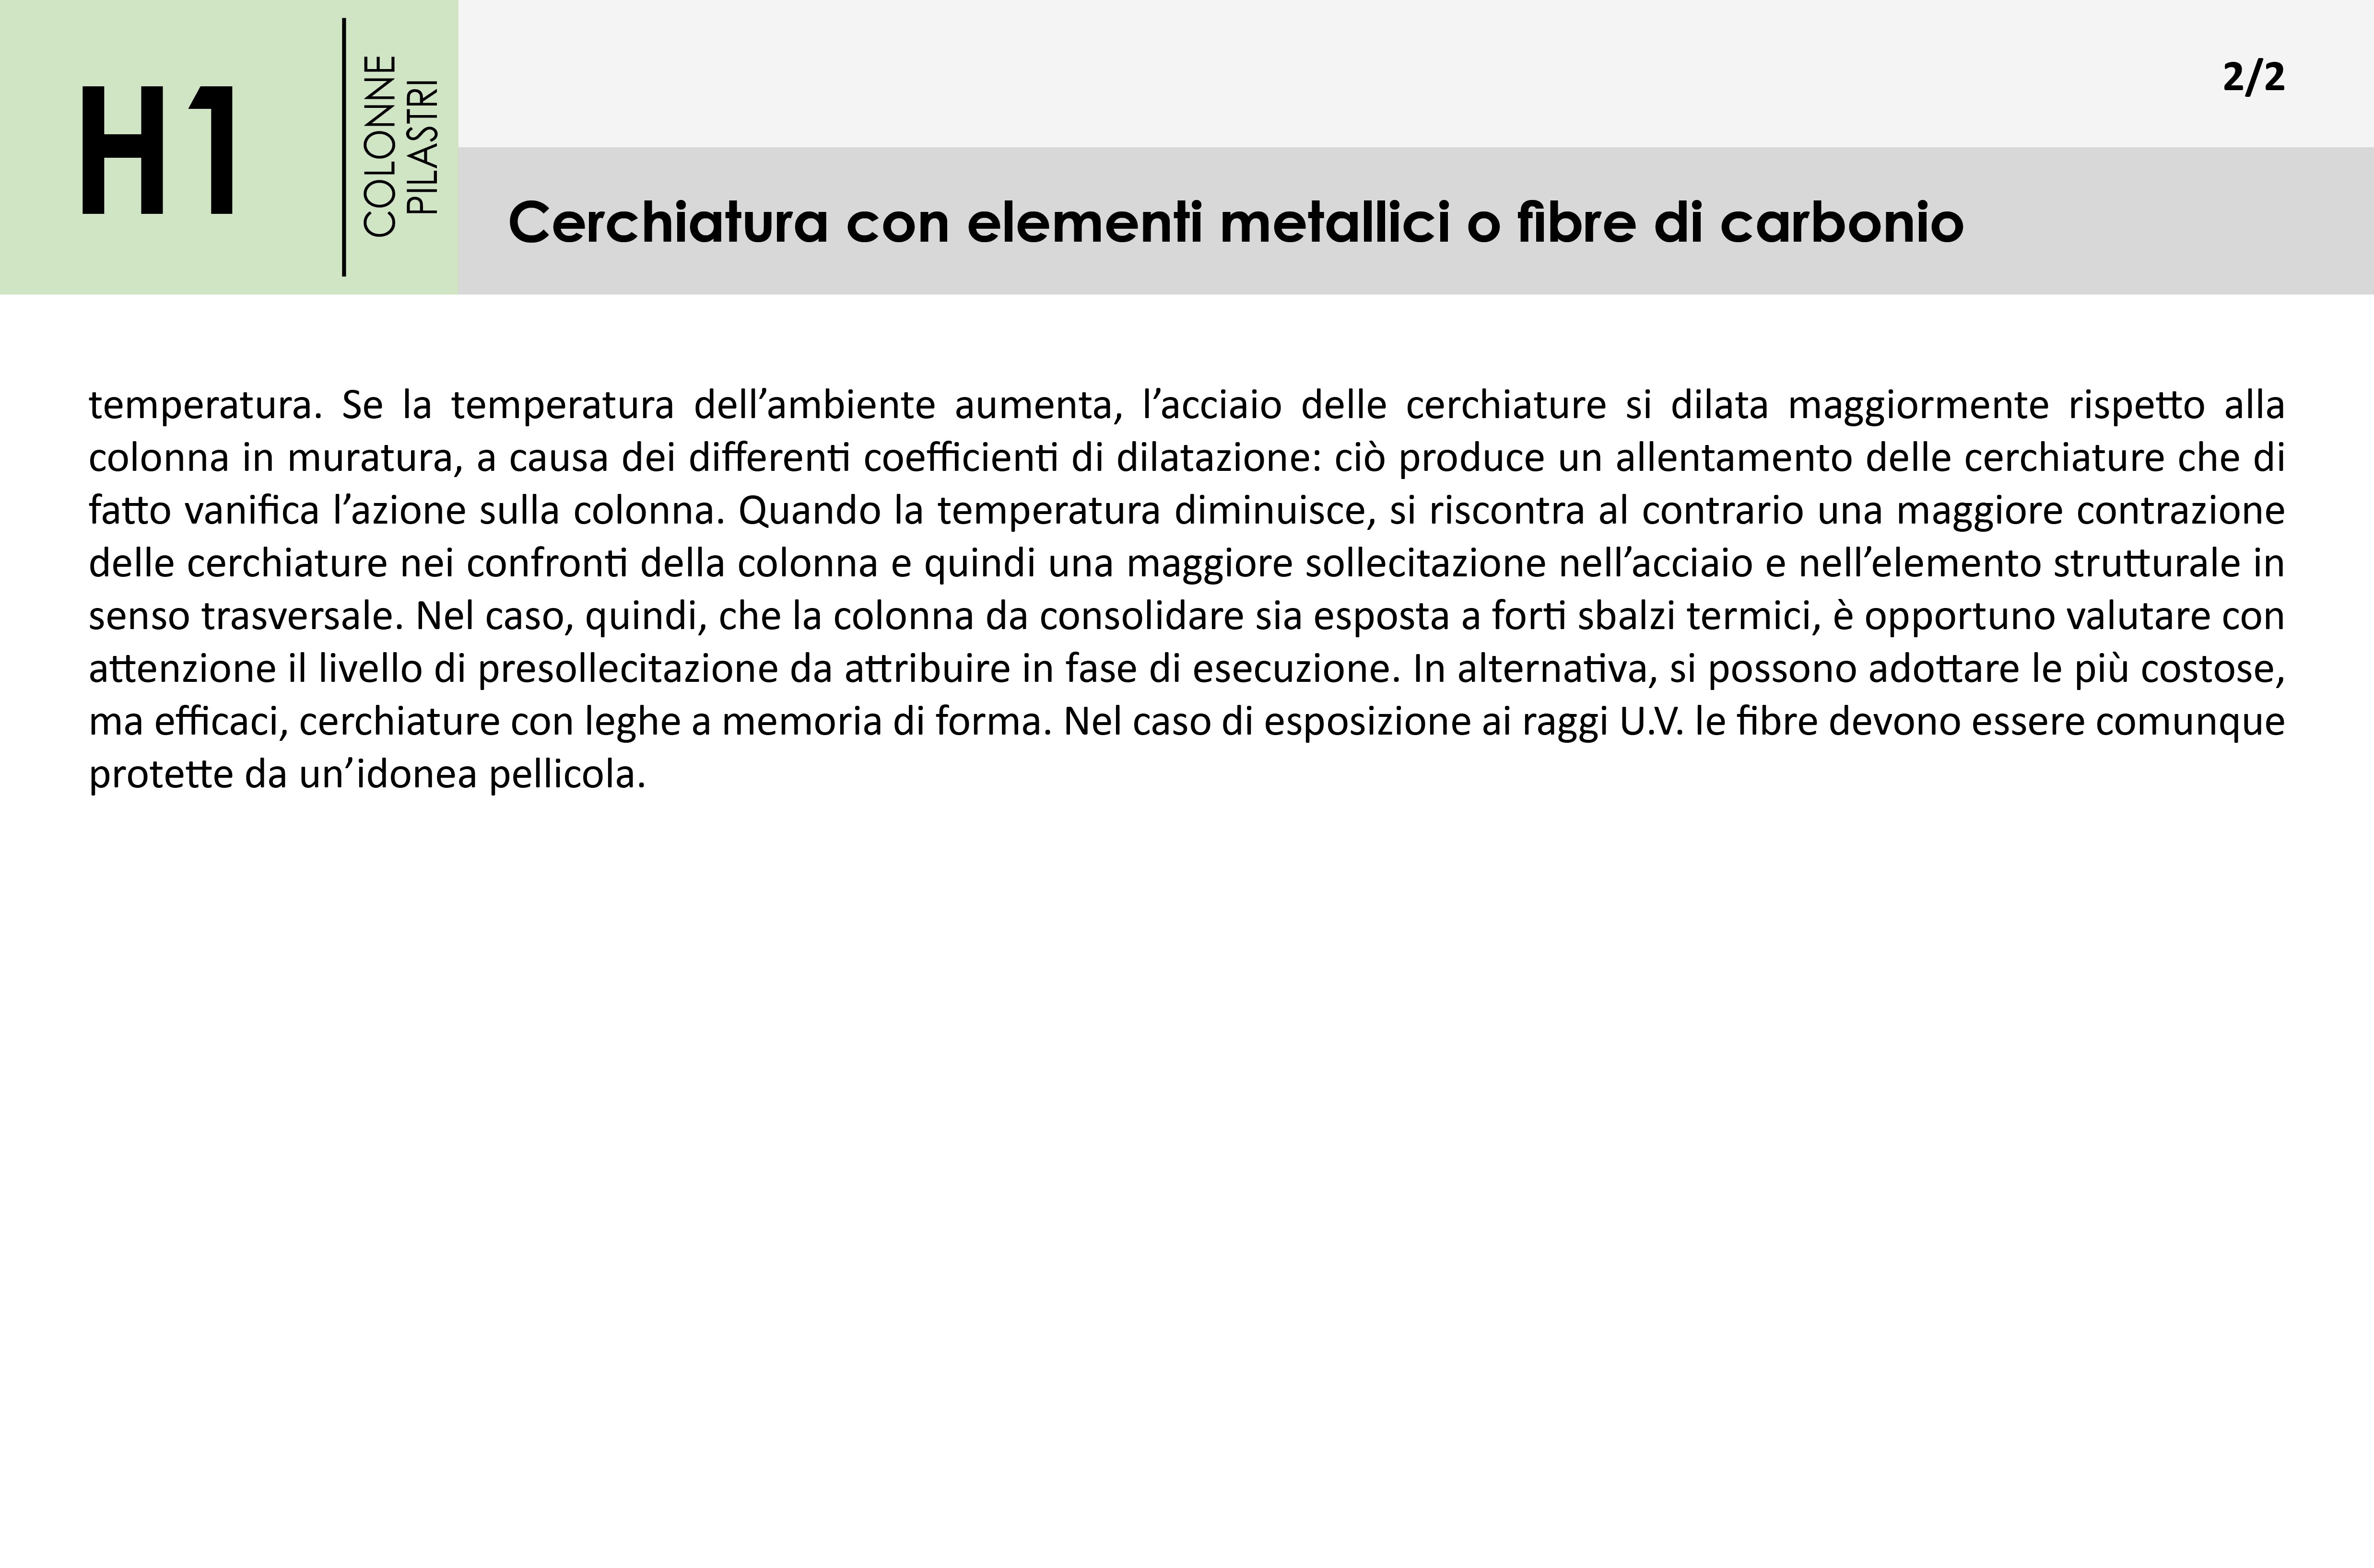 H1
COLONNE
PILASTRI
2/2
Cerchiatura con elementi metallici o fibre di carbonio
temperatura. Se la temperatura dell’ambiente aumenta, l’acciaio delle cerchiature si dilata maggiormente rispetto alla
colonna in muratura, a causa dei differenti coefficienti di dilatazione: ciò produce un allentamento delle cerchiature che di
fatto vanifica l’azione sulla colonna. Quando la temperatura diminuisce, si riscontra al contrario una maggiore contrazione
delle cerchiature nei confronti della colonna e quindi una maggiore sollecitazione nell’acciaio e nell’elemento strutturale in
senso trasversale. Nel caso, quindi, che la colonna da consolidare sia esposta a forti sbalzi termici, è opportuno valutare con
attenzione il livello di presollecitazione da attribuire in fase di esecuzione. In alternativa, si possono adottare le più costose,
ma efficaci, cerchiature con leghe a memoria di forma. Nel caso di esposizione ai raggi U.V. le fibre devono essere comunque
protette da un’idonea pellicola.